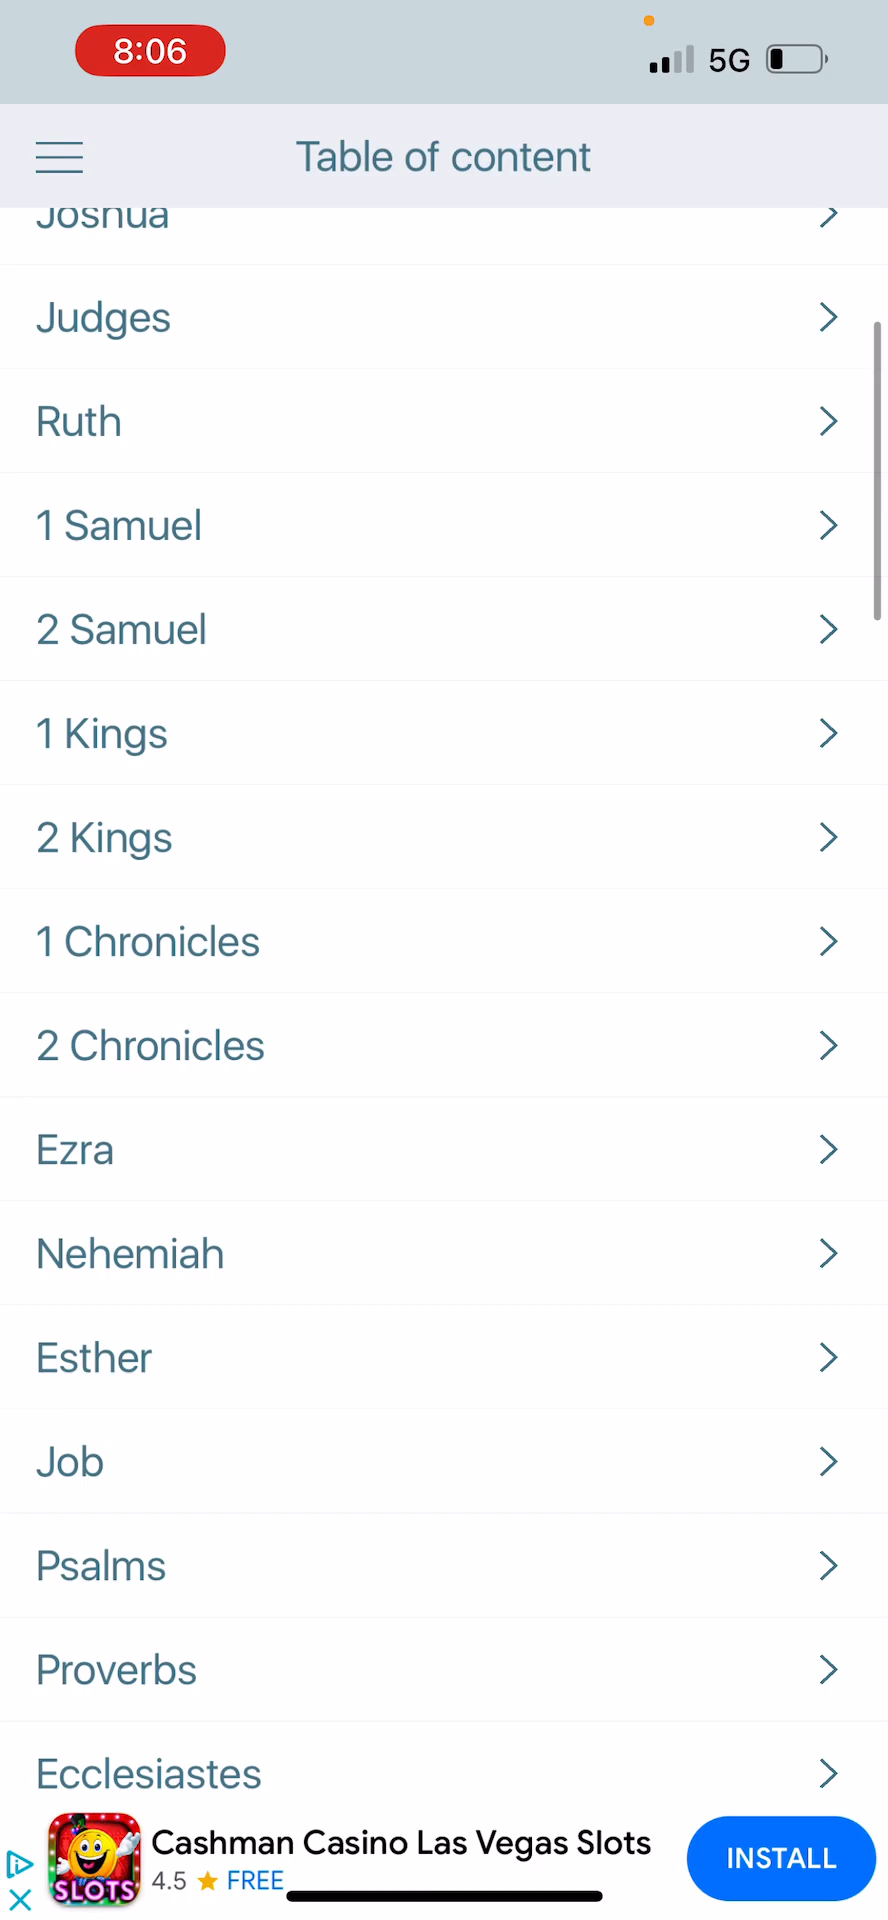 8:06
5G
Table of content
Joshua
Judges
Ruth
1 Samuel
2 Samuel
1 Kings
2 Kings
1 Chronicles
2 Chronicles
Ezra
Nehemiah
Esther
Job
Psalms
Proverbs
Ecclesiastes
SLOTS
Cashman Casino Las Vegas Slots
4.5 ★ FREE
INSTALL